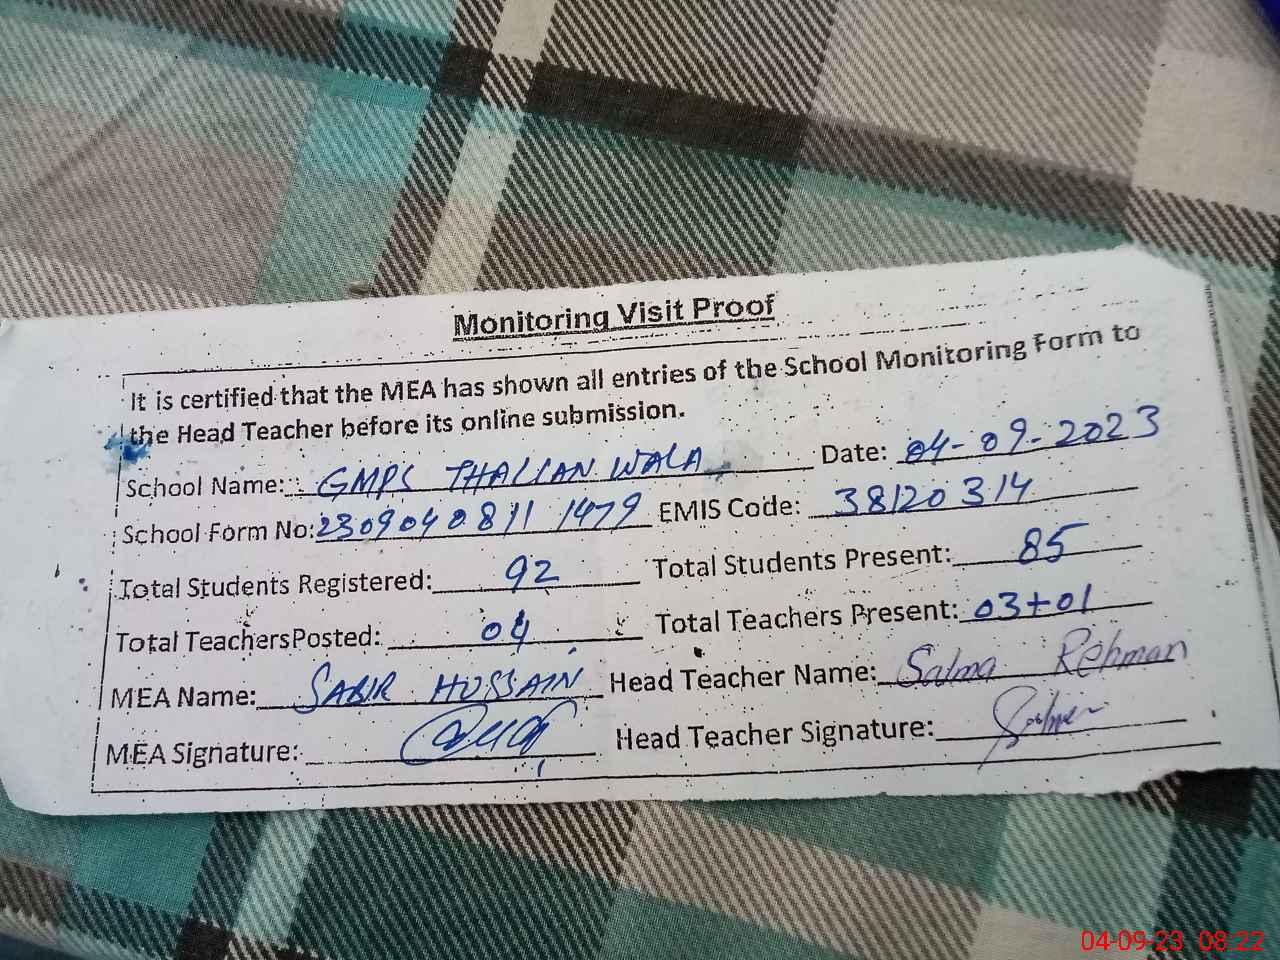 Monitoring Visit Proof
It is certified that the MEA has shown all entries of the School Monitoring Form to
the Head Teacher before its online submission.
School Name: GMPS THALLAN WALA Date: 04-09-2023
School Form No: 2309040811 1479 EMIS Code: 38120314
Total Students Registered: 92 Total Students Present: 85
Total TeachersPosted: 04 Total Teachers Present: 03+01
MEA Name: SABIR HUSSAIN Head Teacher Name: Salma Rehman
MEA Signature: Head Teacher Signature:
04-09-23 08:22